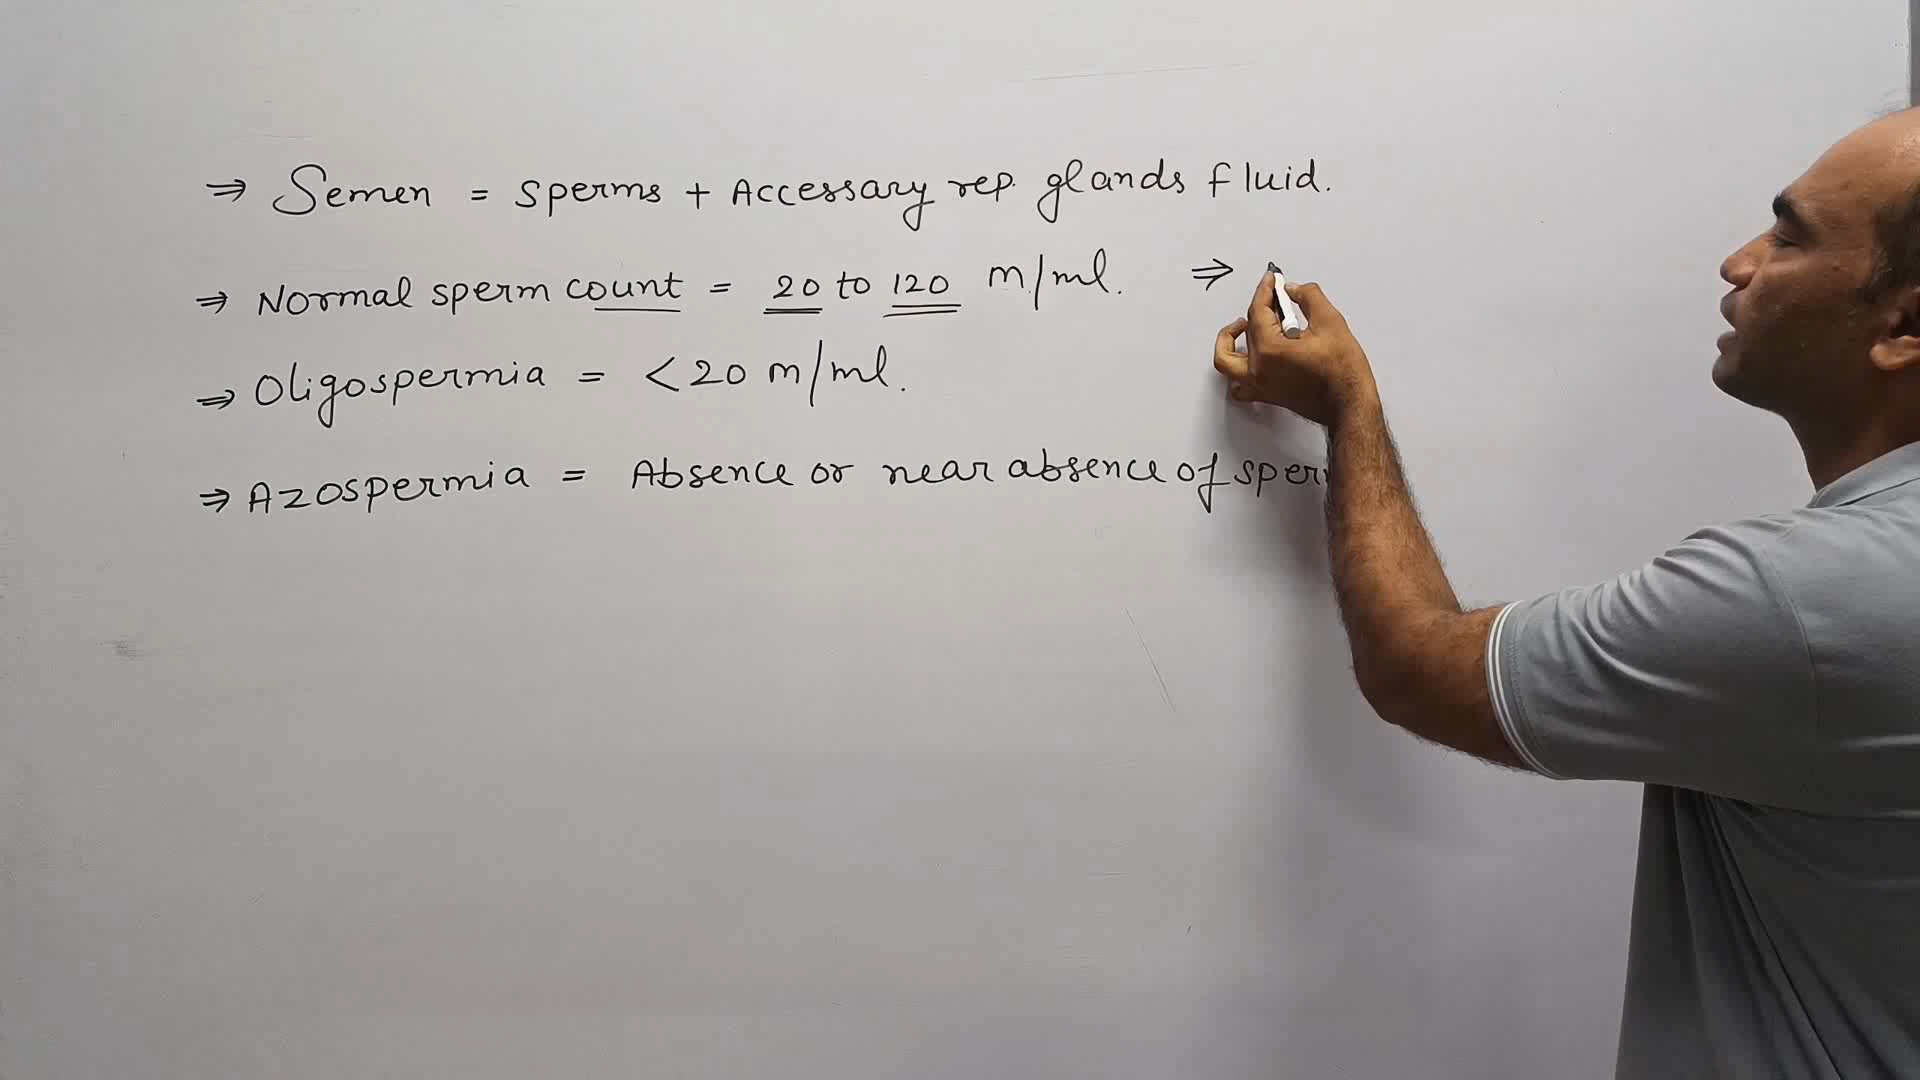 ⇒ Semen = Sperms + Accessary rep. glands fluid.
⇒ Normal sperm count = 20 to 120 m/ml. ⇒
⇒ Oligospermia = <20 m/ml.
⇒ Azospermia = Absence or near absence of